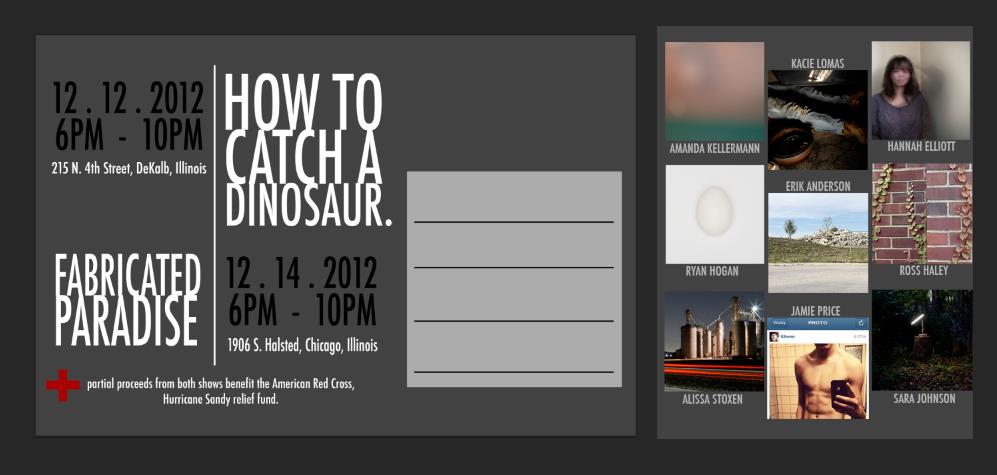 12 . 12 . 2012
6PM - 10PM
215 N. 4th Street, DeKalb, Illinois
HOW TO
CATCH A
DINOSAUR.
FABRICATED
PARADISE
12 . 14 . 2012
6PM - 10PM
1906 S. Halsted, Chicago, Illinois
partial proceeds from both shows benefit the American Red Cross,
Hurricane Sandy relief fund.
KACIE LOMAS
AMANDA KELLERMANN
HANNAH ELLIOTT
ERIK ANDERSON
RYAN HOGAN
ROSS HALEY
JAMIE PRICE
PHOTO
ALISSA STOXEN
SARA JOHNSON